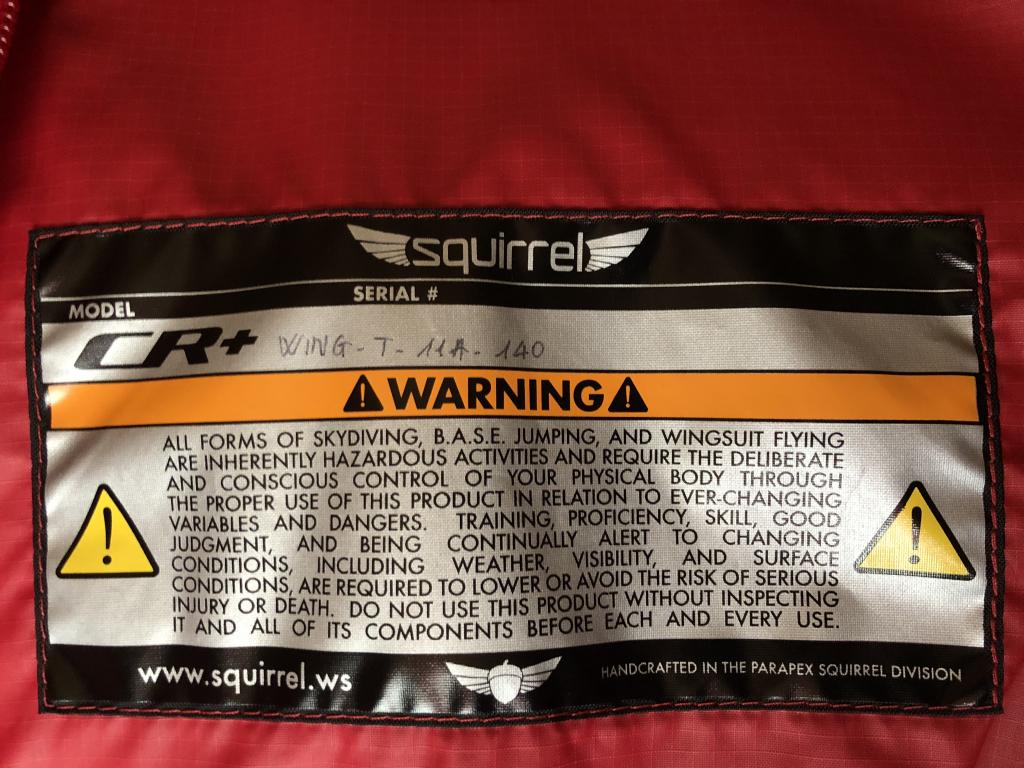 squirrel
MODEL SERIAL #
CR+ WING-T-11A-140
WARNING
ALL FORMS OF SKYDIVING, B.A.S.E. JUMPING, AND WINGSUIT FLYING
ARE INHERENTLY HAZARDOUS ACTIVITIES AND REQUIRE THE DELIBERATE
AND CONSCIOUS CONTROL OF YOUR PHYSICAL BODY THROUGH
THE PROPER USE OF THIS PRODUCT IN RELATION TO EVER-CHANGING
VARIABLES AND DANGERS. TRAINING, PROFICIENCY, SKILL, GOOD
JUDGMENT, AND BEING CONTINUALLY ALERT TO CHANGING
CONDITIONS, INCLUDING WEATHER, VISIBILITY, AND SURFACE
CONDITIONS, ARE REQUIRED TO LOWER OR AVOID THE RISK OF SERIOUS
INJURY OR DEATH. DO NOT USE THIS PRODUCT WITHOUT INSPECTING
IT AND ALL OF ITS COMPONENTS BEFORE EACH AND EVERY USE.
www.squirrel.ws HANDCRAFTED IN THE PARAPEX SQUIRREL DIVISION